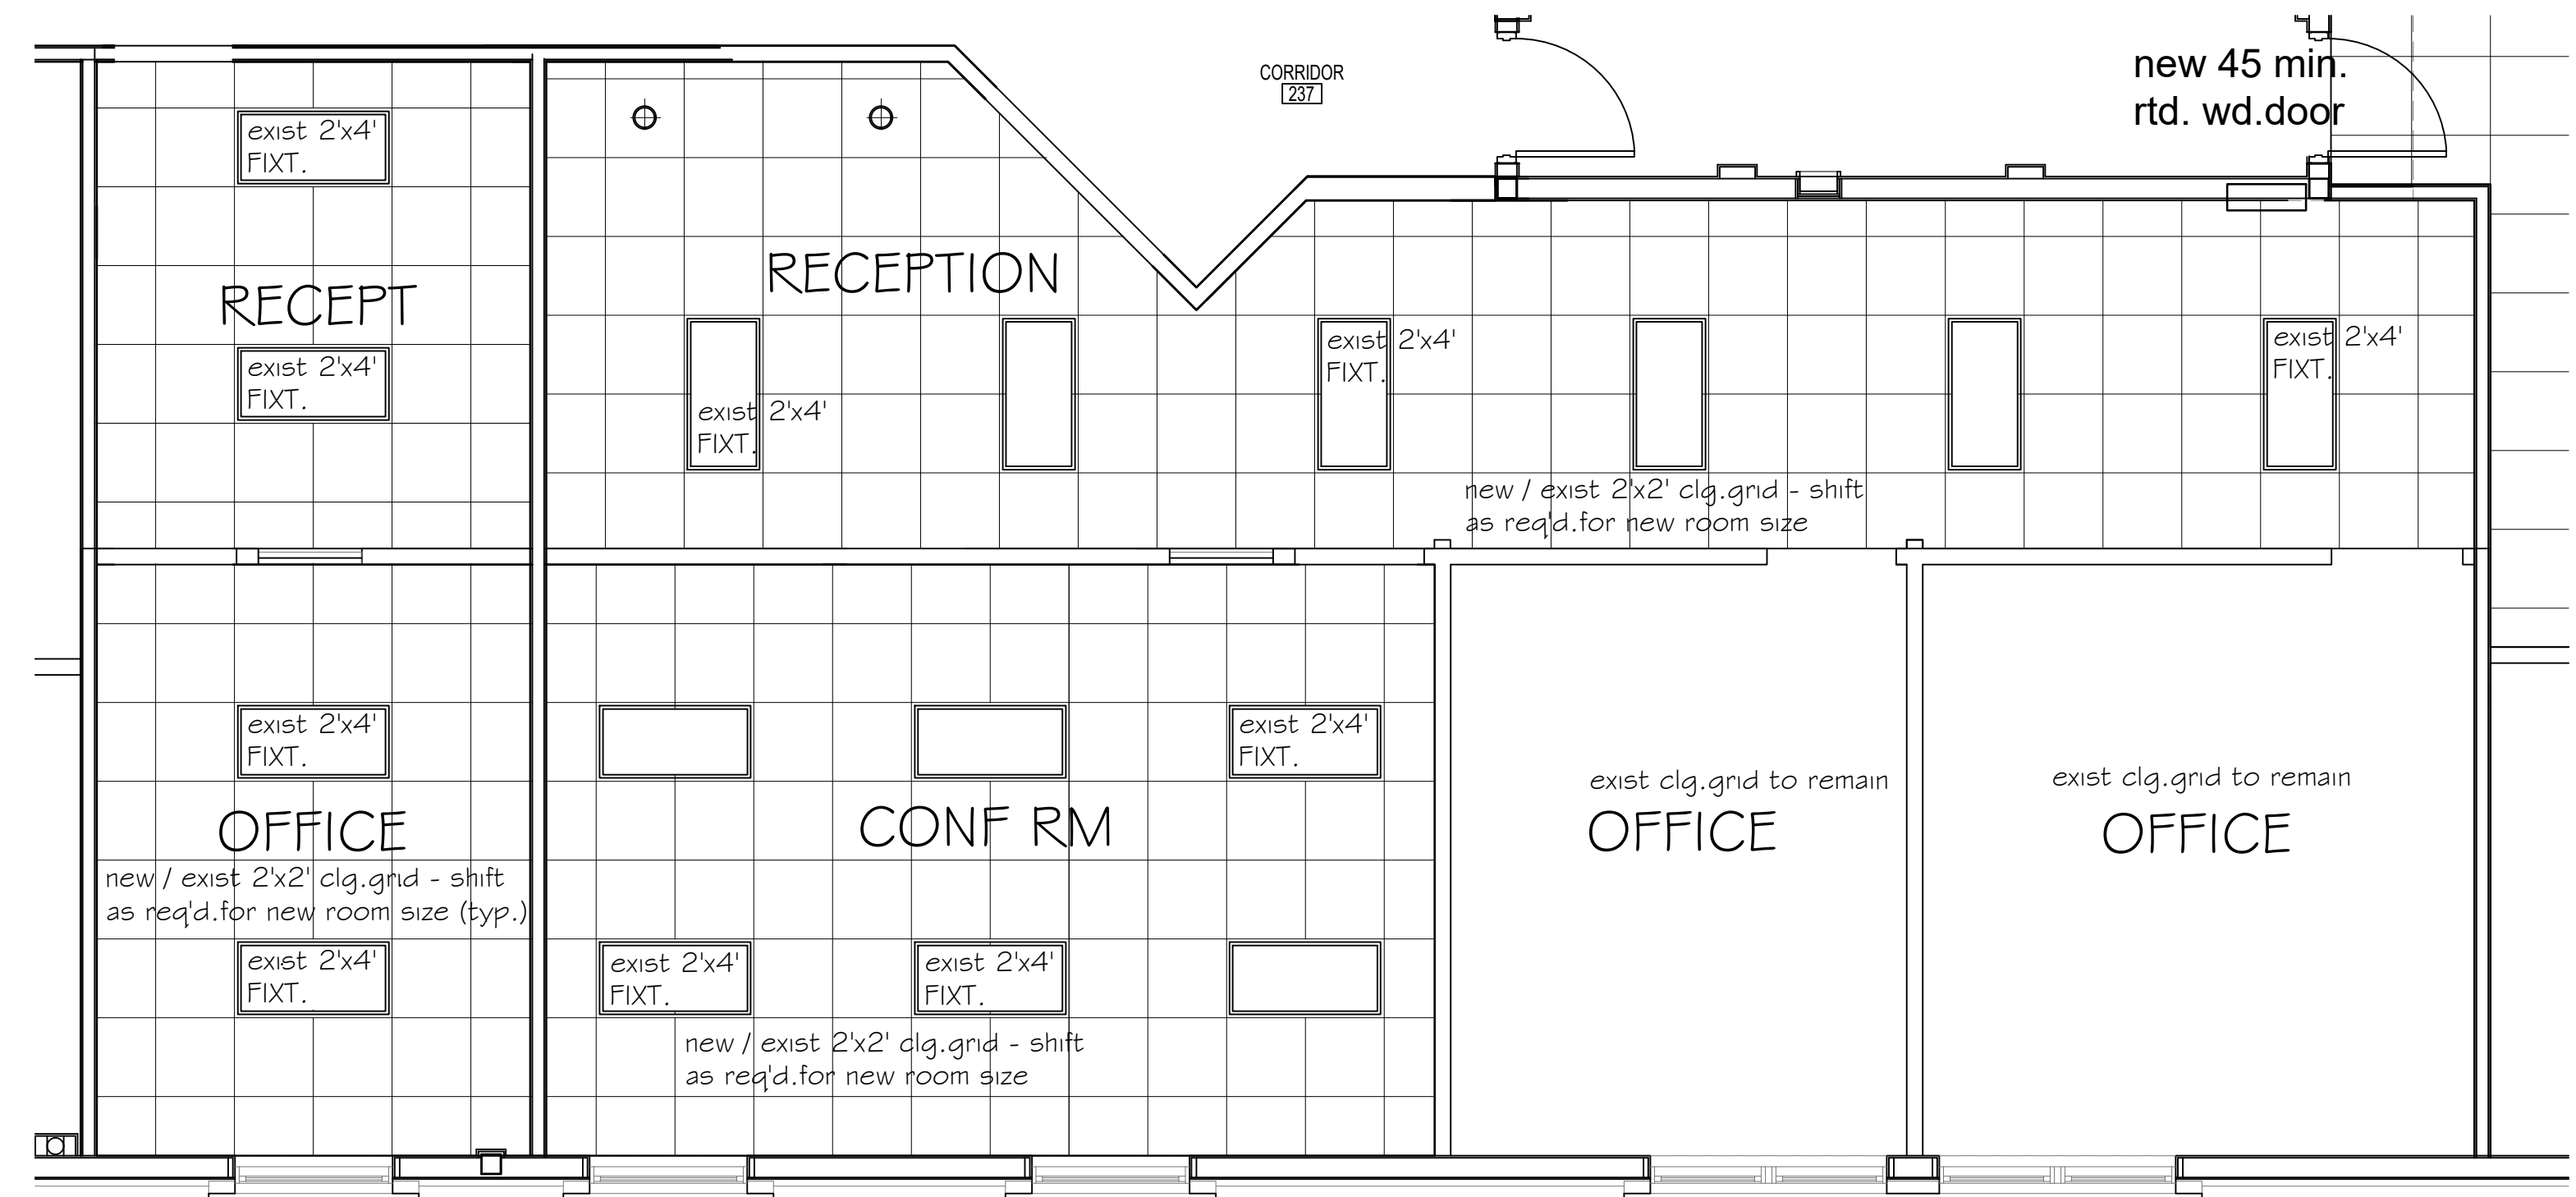 CORRIDOR
237
new 45 min.
rtd. wd.door
exist 2'x4'
FIXT.
RECEPT
exist 2'x4'
FIXT.
RECEPTION
exist 2'x4'
FIXT.
exist 2'x4'
FIXT.
exist 2'x4'
FIXT.
new / exist 2'x2' clg.grid - shift
as req'd.for new room size
exist 2'x4'
FIXT.
OFFICE
new / exist 2'x2' clg.grid - shift
as req'd.for new room size (typ.)
exist 2'x4'
FIXT.
exist 2'x4'
FIXT.
CONF RM
exist 2'x4'
FIXT.
exist 2'x4'
FIXT.
new / exist 2'x2' clg.grid - shift
as req'd.for new room size
exist clg.grid to remain
OFFICE
exist clg.grid to remain
OFFICE